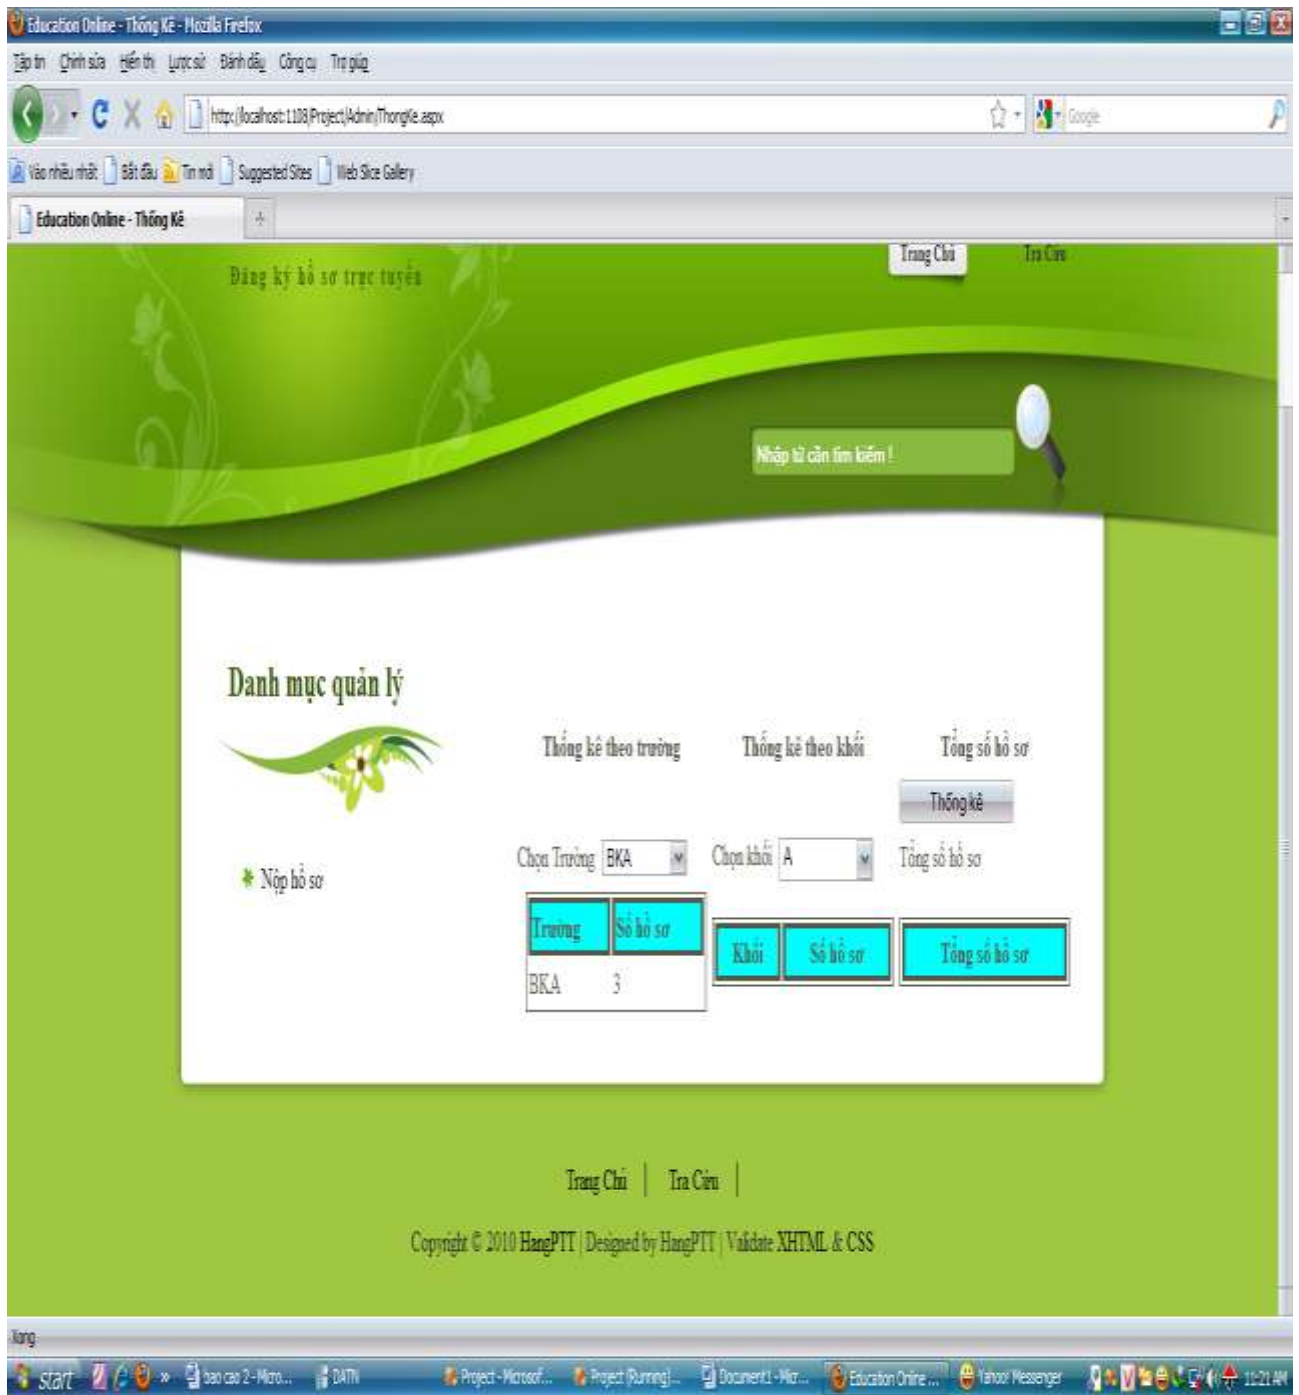 Education Online - Thống Kê - Mozilla Firefox
Tập tin Chỉnh sửa Hiển thị Lược sử Đánh dấu Công cụ Trợ giúp
http://localhost:1108/Project/Admin/ThongKe.aspx
Google
Vào nhiều nhất Bắt đầu Tin mới Suggested Sites Web Slice Gallery
Education Online - Thống Kê
Đăng ký hồ sơ trực tuyến
Trang Chủ Tra Cứu
Nhập từ cần tìm kiếm !
Danh mục quản lý
Thống kê theo trường Thống kê theo khối Tổng số hồ sơ
Thống kê
Chọn Trường BKA Chọn khối A Tổng số hồ sơ
Nộp hồ sơ
Trường Số hồ sơ
Khối Số hồ sơ Tổng số hồ sơ
BKA 3
Trang Chủ | Tra Cứu |
Copyright © 2010 HangPTT | Designed by HangPTT | Validate XHTML & CSS
Xong
start bao cao 2 - Micro... DATN Project - Microsof... Project (Running)... Document1 - Micr... Education Online ... Yahoo! Messenger 11:21 AM